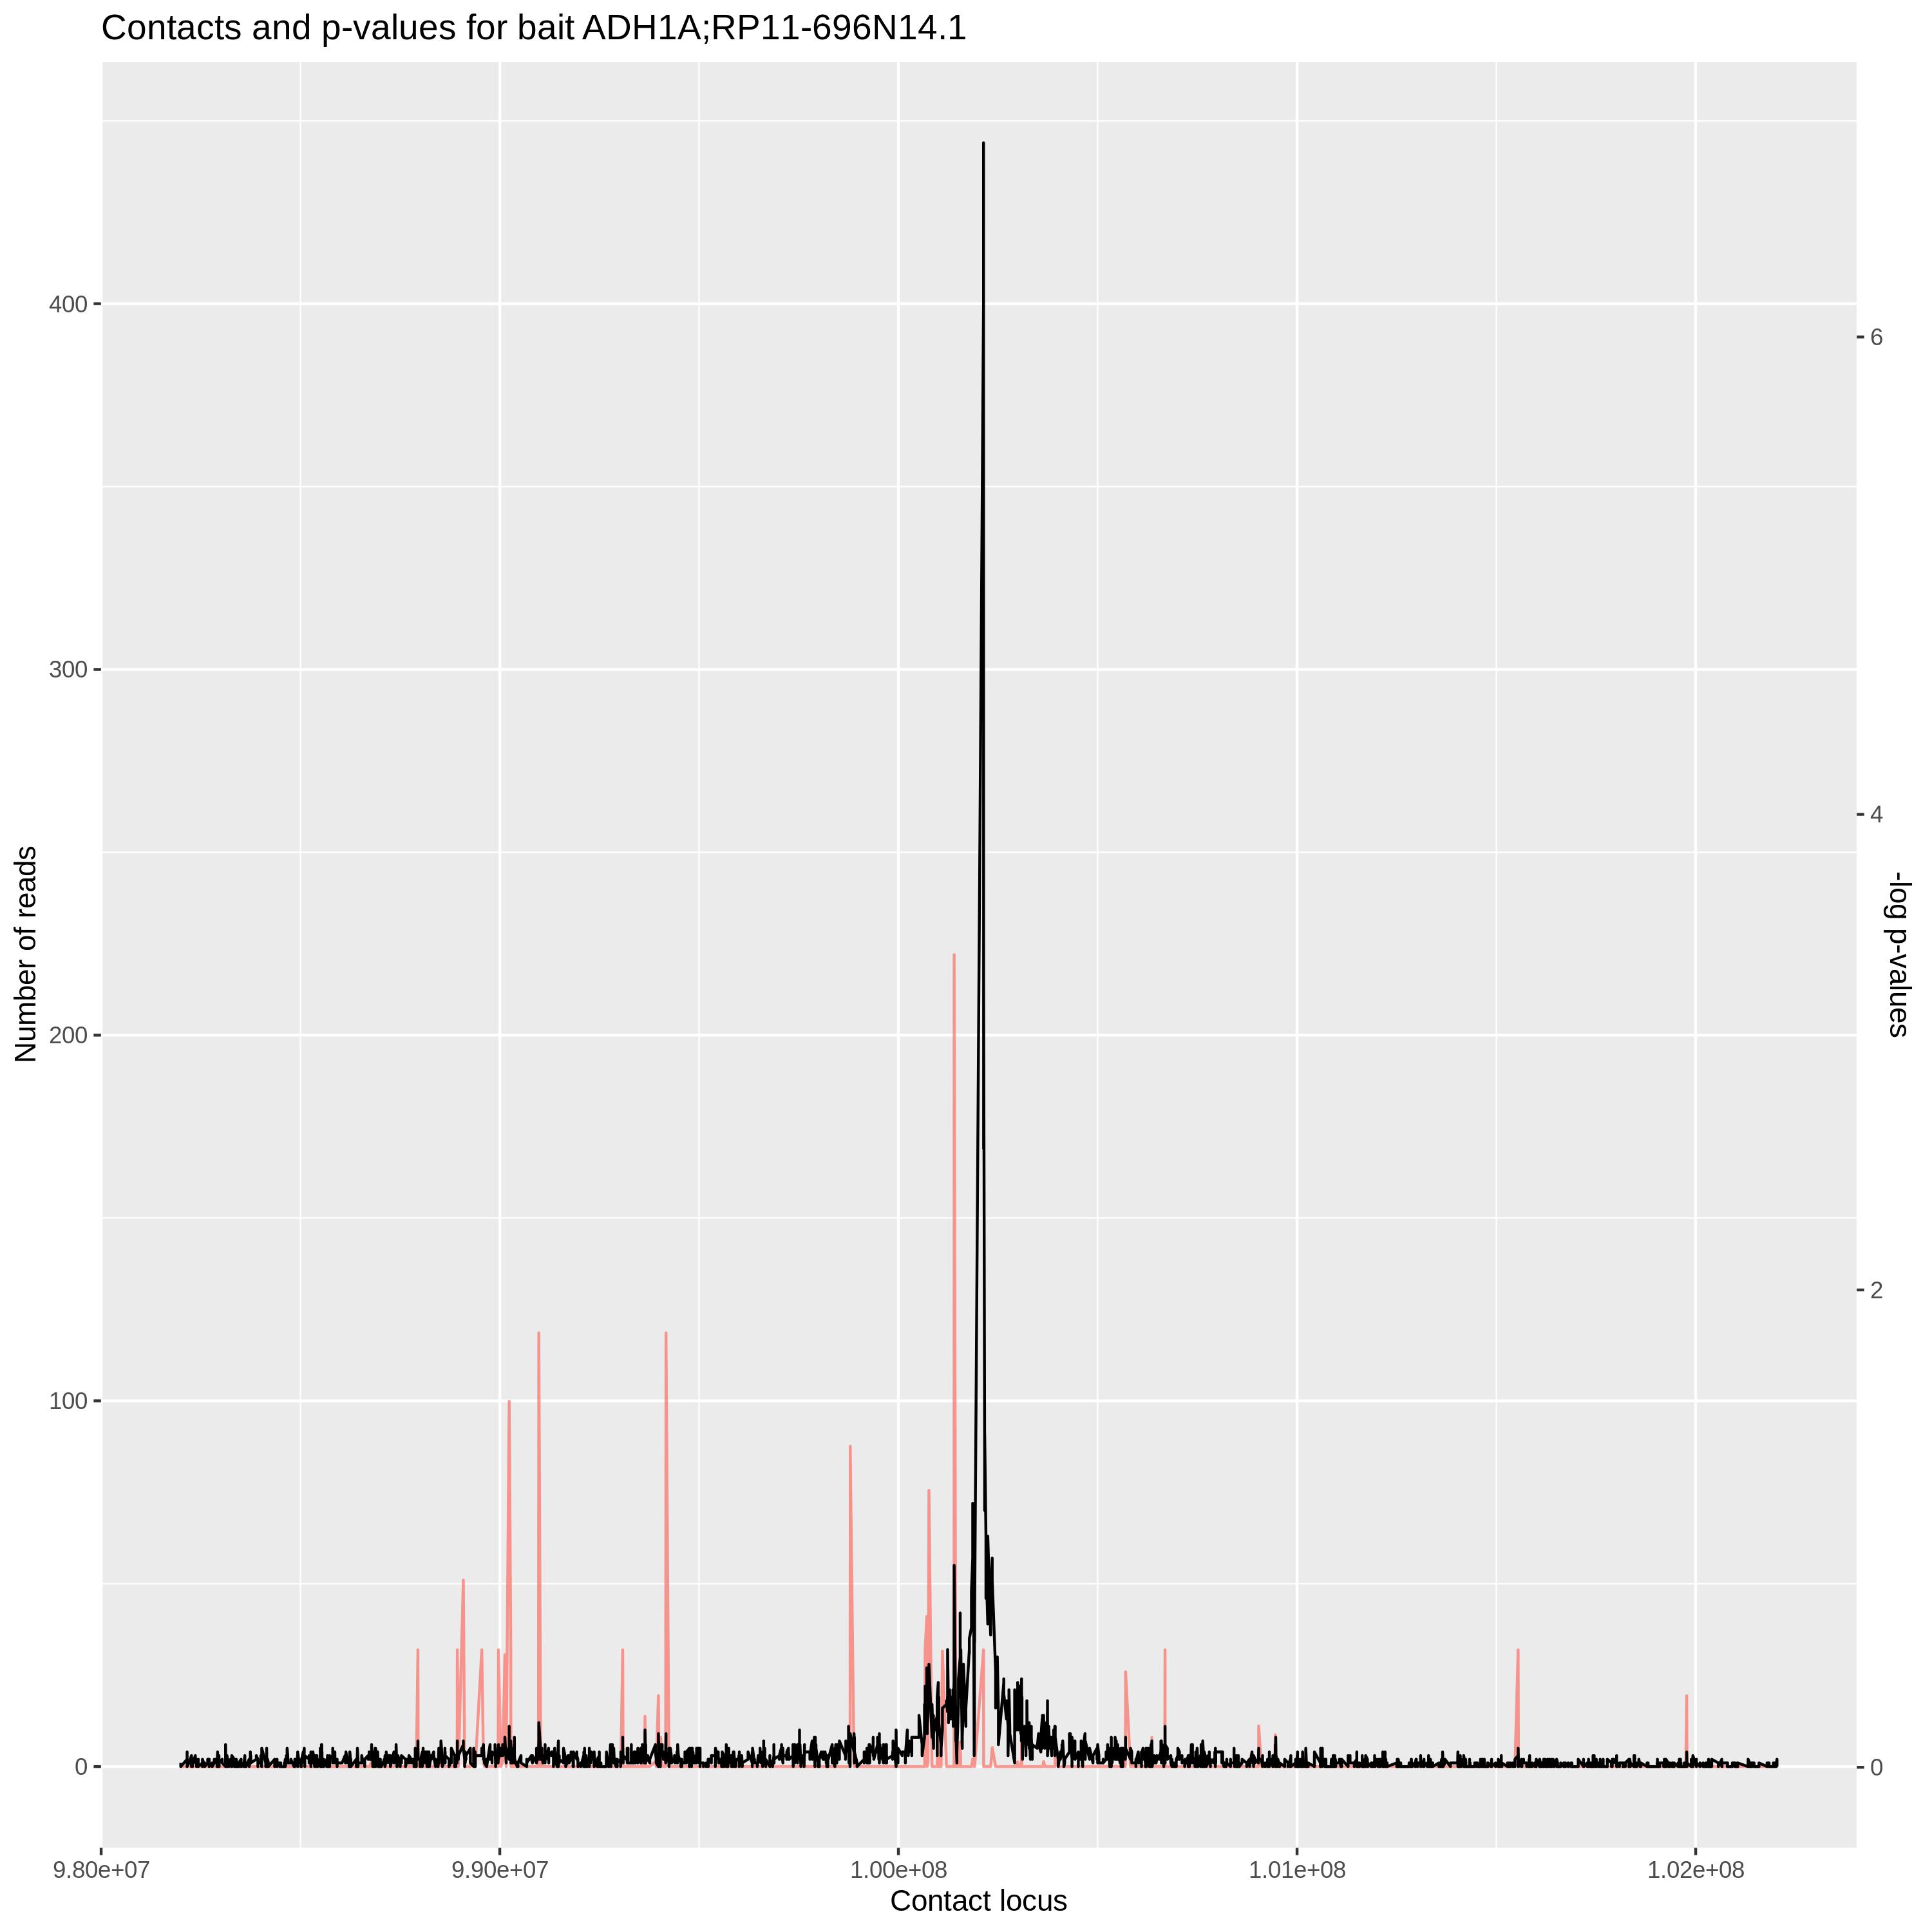 Contacts and p-values for bait ADH1A;RP11-696N14.1
400
300
200
100
0
Number of reads
6
4
2
0
-log p-values
9.80e+07 9.90e+07 1.00e+08 1.01e+08 1.02e+08
Contact locus